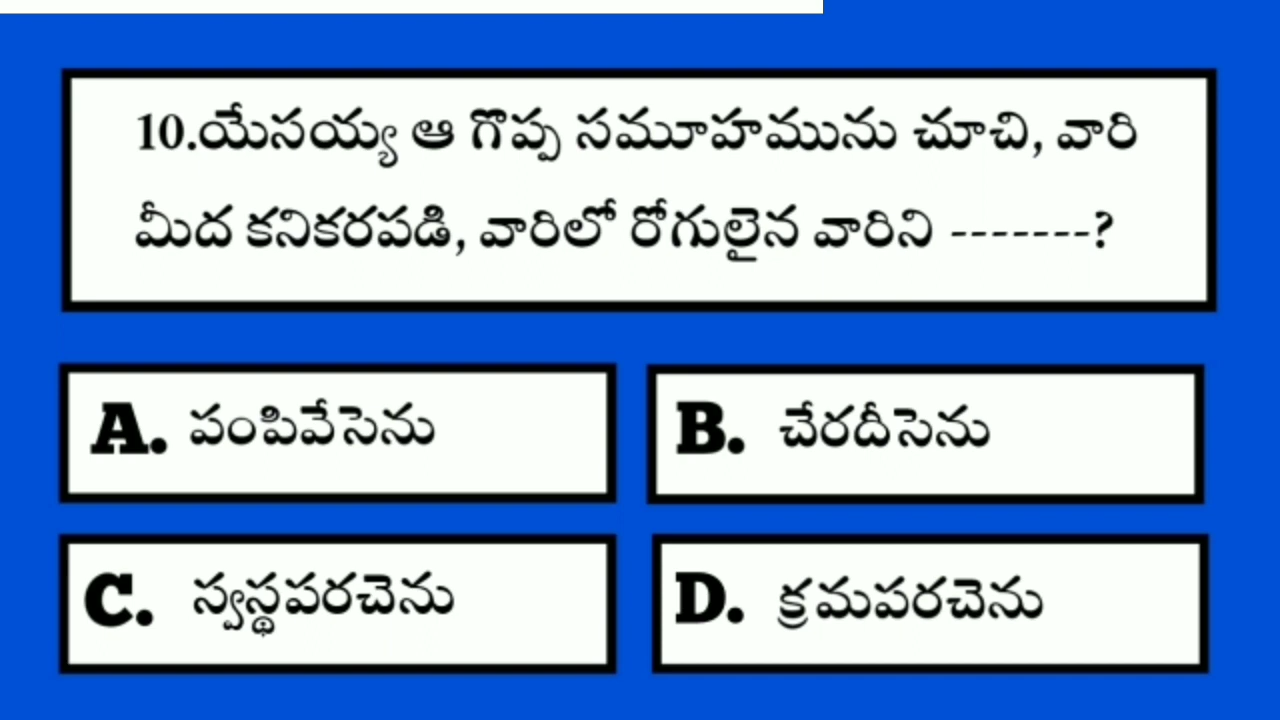 10.యేసయ్య ఆ గొప్ప సమూహమును చూచి, వారి
మీద కనికరపడి, వారిలో రోగులైన వారిని -------?
A. పంపివేసెను
B. చేరదీసెను
C. స్వస్థపరచెను
D. క్రమపరచెను